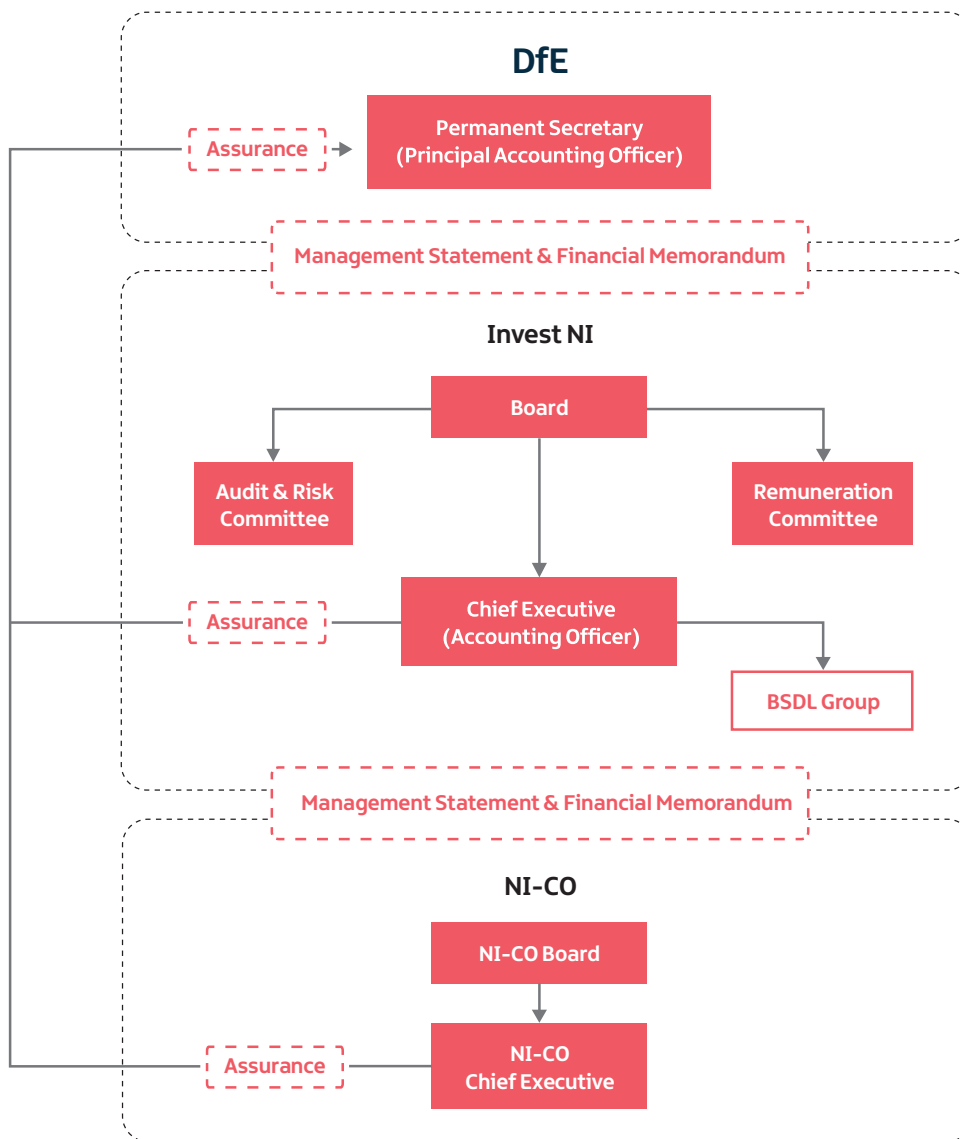 DfE
Permanent Secretary
(Principal Accounting Officer)
Assurance
Management Statement & Financial Memorandum
Invest NI
Board
Audit & Risk
Committee
Remuneration
Committee
Chief Executive
(Accounting Officer)
Assurance
BSDL Group
Management Statement & Financial Memorandum
NI-CO
NI-CO Board
NI-CO
Chief Executive
Assurance